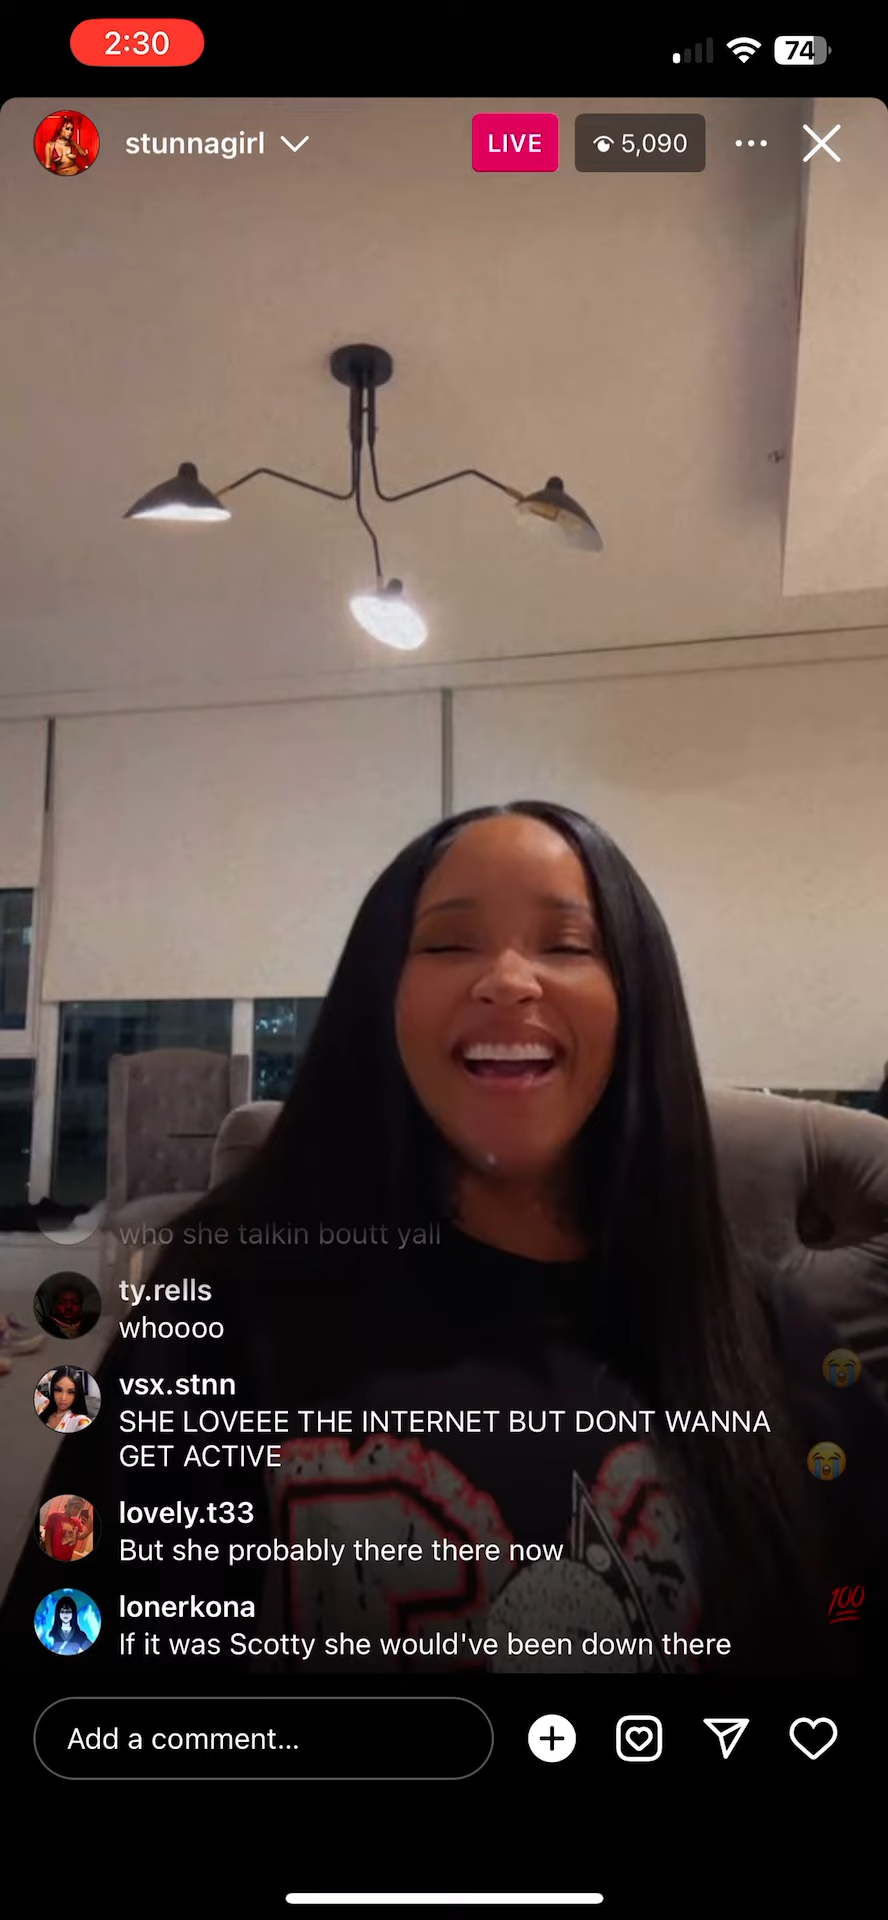 2:30
74
stunnagirl
LIVE
5,090
who she talkin boutt yall
ty.rells
whoooo
vsx.stnn
SHE LOVEEE THE INTERNET BUT DONT WANNA
GET ACTIVE
lovely.t33
But she probably there there now
lonerkona
If it was Scotty she would've been down there
100
Add a comment...